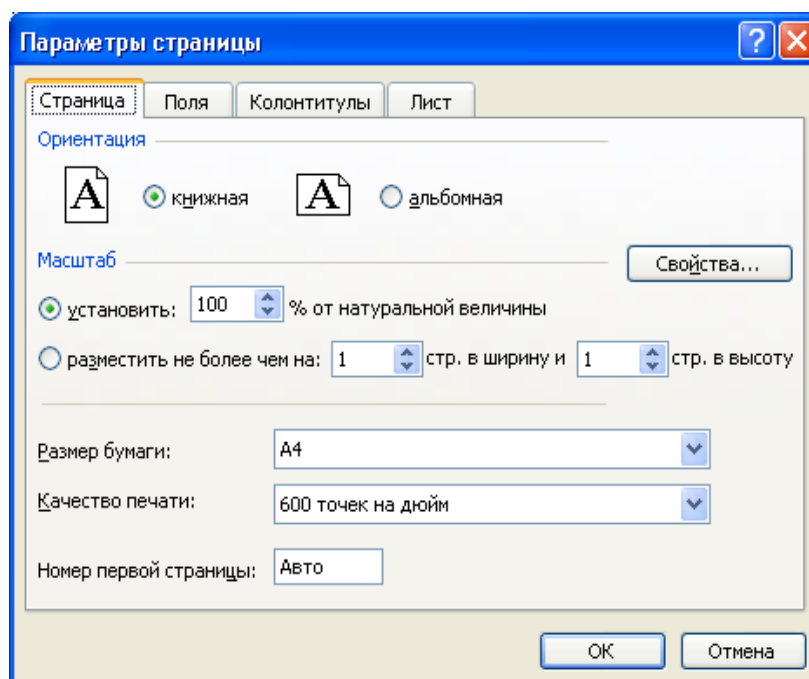 Параметры страницы
Страница Поля Колонтитулы Лист
Ориентация
A книжная A альбомная
Масштаб
Свойства...
установить: 100 % от натуральной величины
разместить не более чем на: 1 стр. в ширину и 1 стр. в высоту
Размер бумаги: A4
Качество печати: 600 точек на дюйм
Номер первой страницы: Авто
ОК Отмена